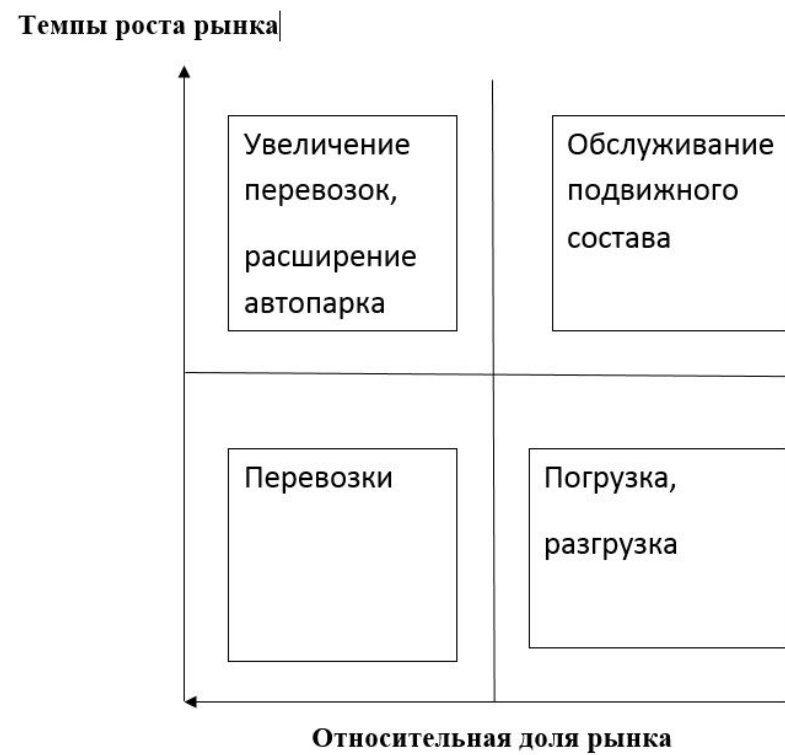 Темпы роста рынка
Увеличение
перевозок,
расширение
автопарка
Обслуживание
подвижного
состава
Перевозки
Погрузка,
разгрузка
Относительная доля рынка